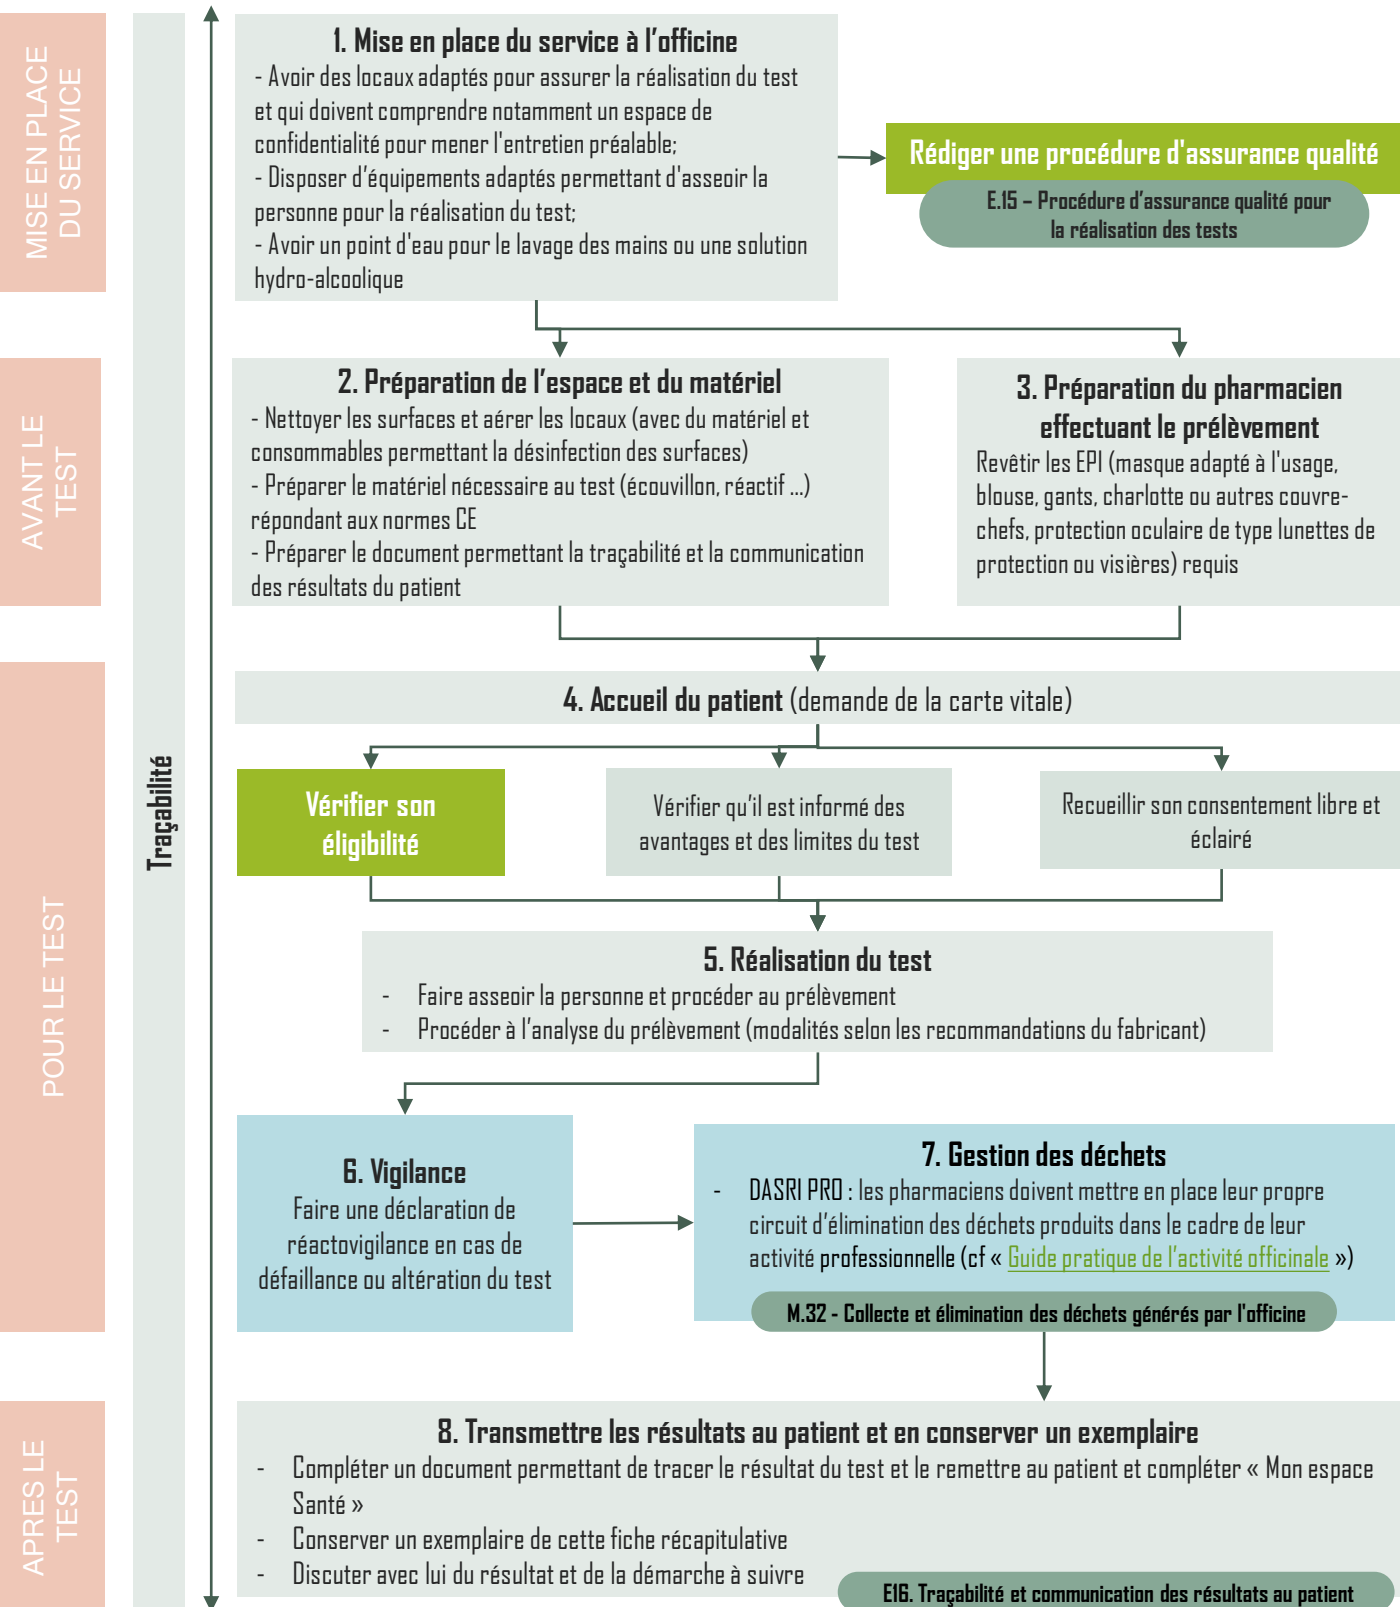 MISE EN PLACE
DU SERVICE
1. Mise en place du service à l’officine
- Avoir des locaux adaptés pour assurer la réalisation du test
et qui doivent comprendre notamment un espace de
confidentialité pour mener l'entretien préalable;
- Disposer d’équipements adaptés permettant d'asseoir la
personne pour la réalisation du test;
- Avoir un point d'eau pour le lavage des mains ou une solution
hydro-alcoolique
Rédiger une procédure d'assurance qualité
E.15 – Procédure d’assurance qualité pour
la réalisation des tests
AVANT LE
TEST
2. Préparation de l’espace et du matériel
- Nettoyer les surfaces et aérer les locaux (avec du matériel et
consommables permettant la désinfection des surfaces)
- Préparer le matériel nécessaire au test (écouvillon, réactif ...)
répondant aux normes CE
- Préparer le document permettant la traçabilité et la communication
des résultats du patient
3. Préparation du pharmacien
effectuant le prélèvement
Revêtir les EPI (masque adapté à l'usage,
blouse, gants, charlotte ou autres couvre-
chefs, protection oculaire de type lunettes de
protection ou visières) requis
Traçabilité
POUR LE TEST
4. Accueil du patient (demande de la carte vitale)
Vérifier son
éligibilité
Vérifier qu’il est informé des
avantages et des limites du test
Recueillir son consentement libre et
éclairé
5. Réalisation du test
- Faire asseoir la personne et procéder au prélèvement
- Procéder à l’analyse du prélèvement (modalités selon les recommandations du fabricant)
6. Vigilance
Faire une déclaration de
réactovigilance en cas de
défaillance ou altération du test
7. Gestion des déchets
- DASRI PRO : les pharmaciens doivent mettre en place leur propre
circuit d’élimination des déchets produits dans le cadre de leur
activité professionnelle (cf « Guide pratique de l’activité officinale »)
M.32 - Collecte et élimination des déchets générés par l'officine
APRES LE
TEST
8. Transmettre les résultats au patient et en conserver un exemplaire
- Compléter un document permettant de tracer le résultat du test et le remettre au patient et compléter « Mon espace
Santé »
- Conserver un exemplaire de cette fiche récapitulative
- Discuter avec lui du résultat et de la démarche à suivre
E16. Traçabilité et communication des résultats au patient